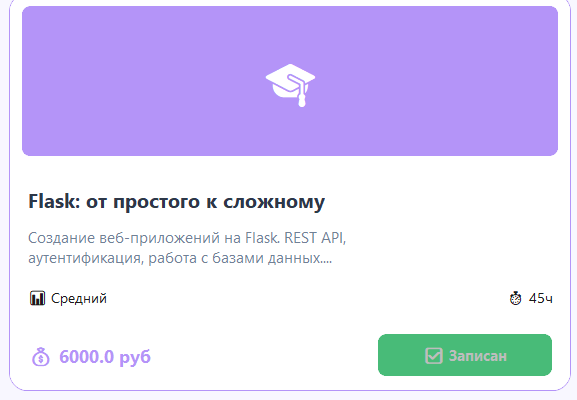 Flask: от простого к сложному
Создание веб-приложений на Flask. REST API,
аутентификация, работа с базами данных....
Средний
45ч
6000.0 руб
Записан